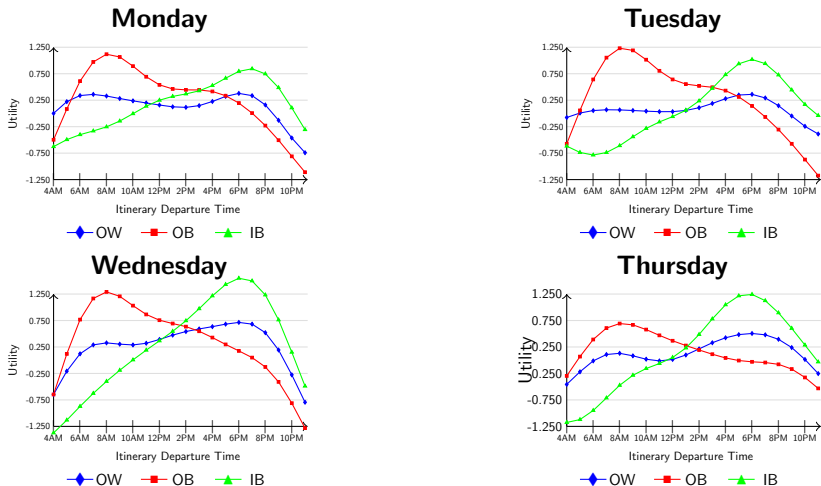 Monday
Utility
1.250
0.750
0.250
-0.250
-0.750
-1.250
4AM 6AM 8AM 10AM 12PM 2PM 4PM 6PM 8PM 10PM
Itinerary Departure Time
OW OB IB
Tuesday
Utility
1.250
0.750
0.250
-0.250
-0.750
-1.250
4AM 6AM 8AM 10AM 12PM 2PM 4PM 6PM 8PM 10PM
Itinerary Departure Time
OW OB IB
Wednesday
Utility
1.250
0.750
0.250
-0.250
-0.750
-1.250
4AM 6AM 8AM 10AM 12PM 2PM 4PM 6PM 8PM 10PM
Itinerary Departure Time
OW OB IB
Thursday
Utility
1.250
0.750
0.250
-0.250
-0.750
-1.250
4AM 6AM 8AM 10AM 12PM 2PM 4PM 6PM 8PM 10PM
Itinerary Departure Time
OW OB IB